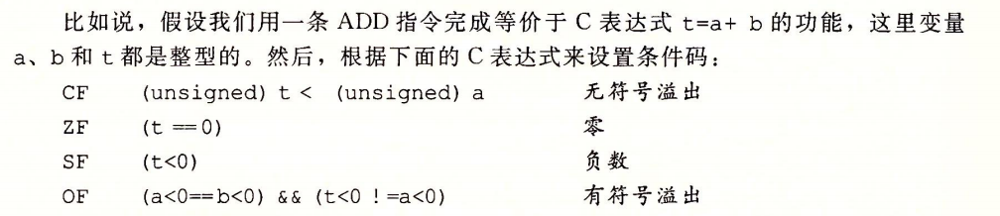 比如说，假设我们用一条 ADD 指令完成等价于 C 表达式 t=a+ b 的功能，这里变量
a、b 和 t 都是整型的。然后，根据下面的 C 表达式来设置条件码：
CF (unsigned) t < (unsigned) a 无符号溢出
ZF (t ==0) 零
SF (t<0) 负数
OF (a<0==b<0) && (t<0 !=a<0) 有符号溢出